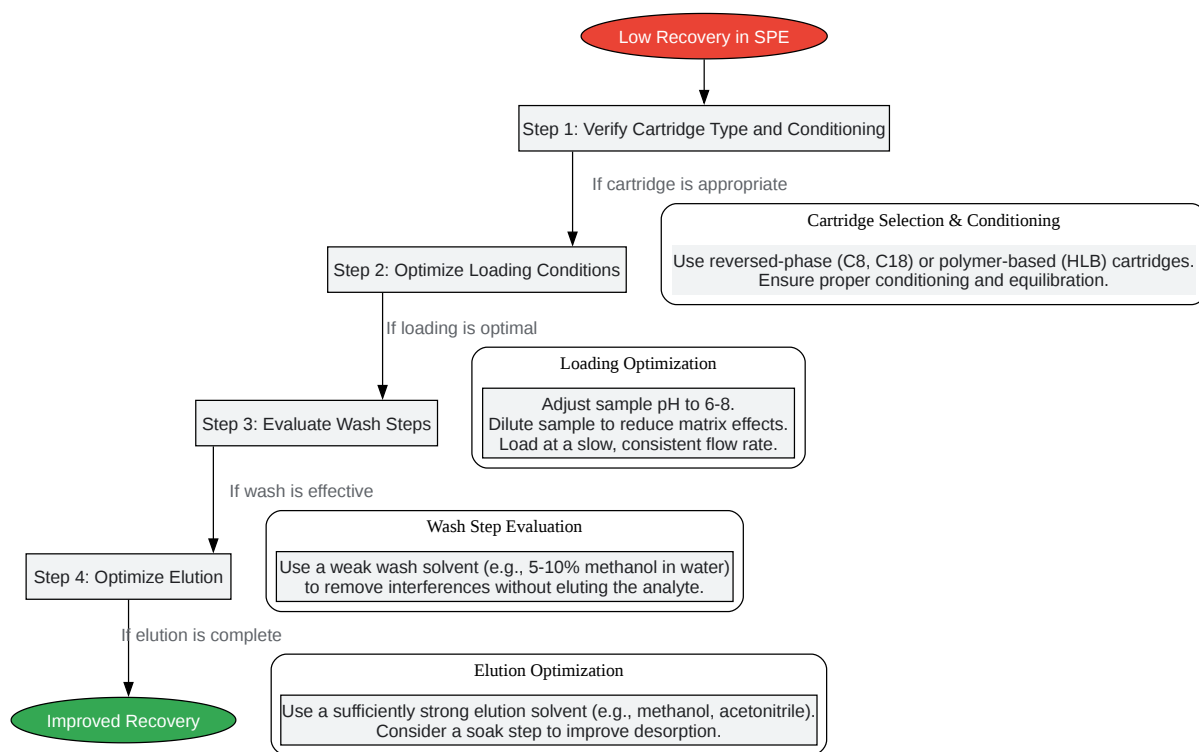 Low Recovery in SPE
Step 1: Verify Cartridge Type and Conditioning
If cartridge is appropriate
Cartridge Selection & Conditioning
Use reversed-phase (C8, C18) or polymer-based (HLB) cartridges.
Ensure proper conditioning and equilibration.
Step 2: Optimize Loading Conditions
If loading is optimal
Loading Optimization
Adjust sample pH to 6-8.
Dilute sample to reduce matrix effects.
Load at a slow, consistent flow rate.
Step 3: Evaluate Wash Steps
If wash is effective
Wash Step Evaluation
Use a weak wash solvent (e.g., 5-10% methanol in water)
to remove interferences without eluting the analyte.
Step 4: Optimize Elution
If elution is complete
Elution Optimization
Use a sufficiently strong elution solvent (e.g., methanol, acetonitrile).
Consider a soak step to improve desorption.
Improved Recovery